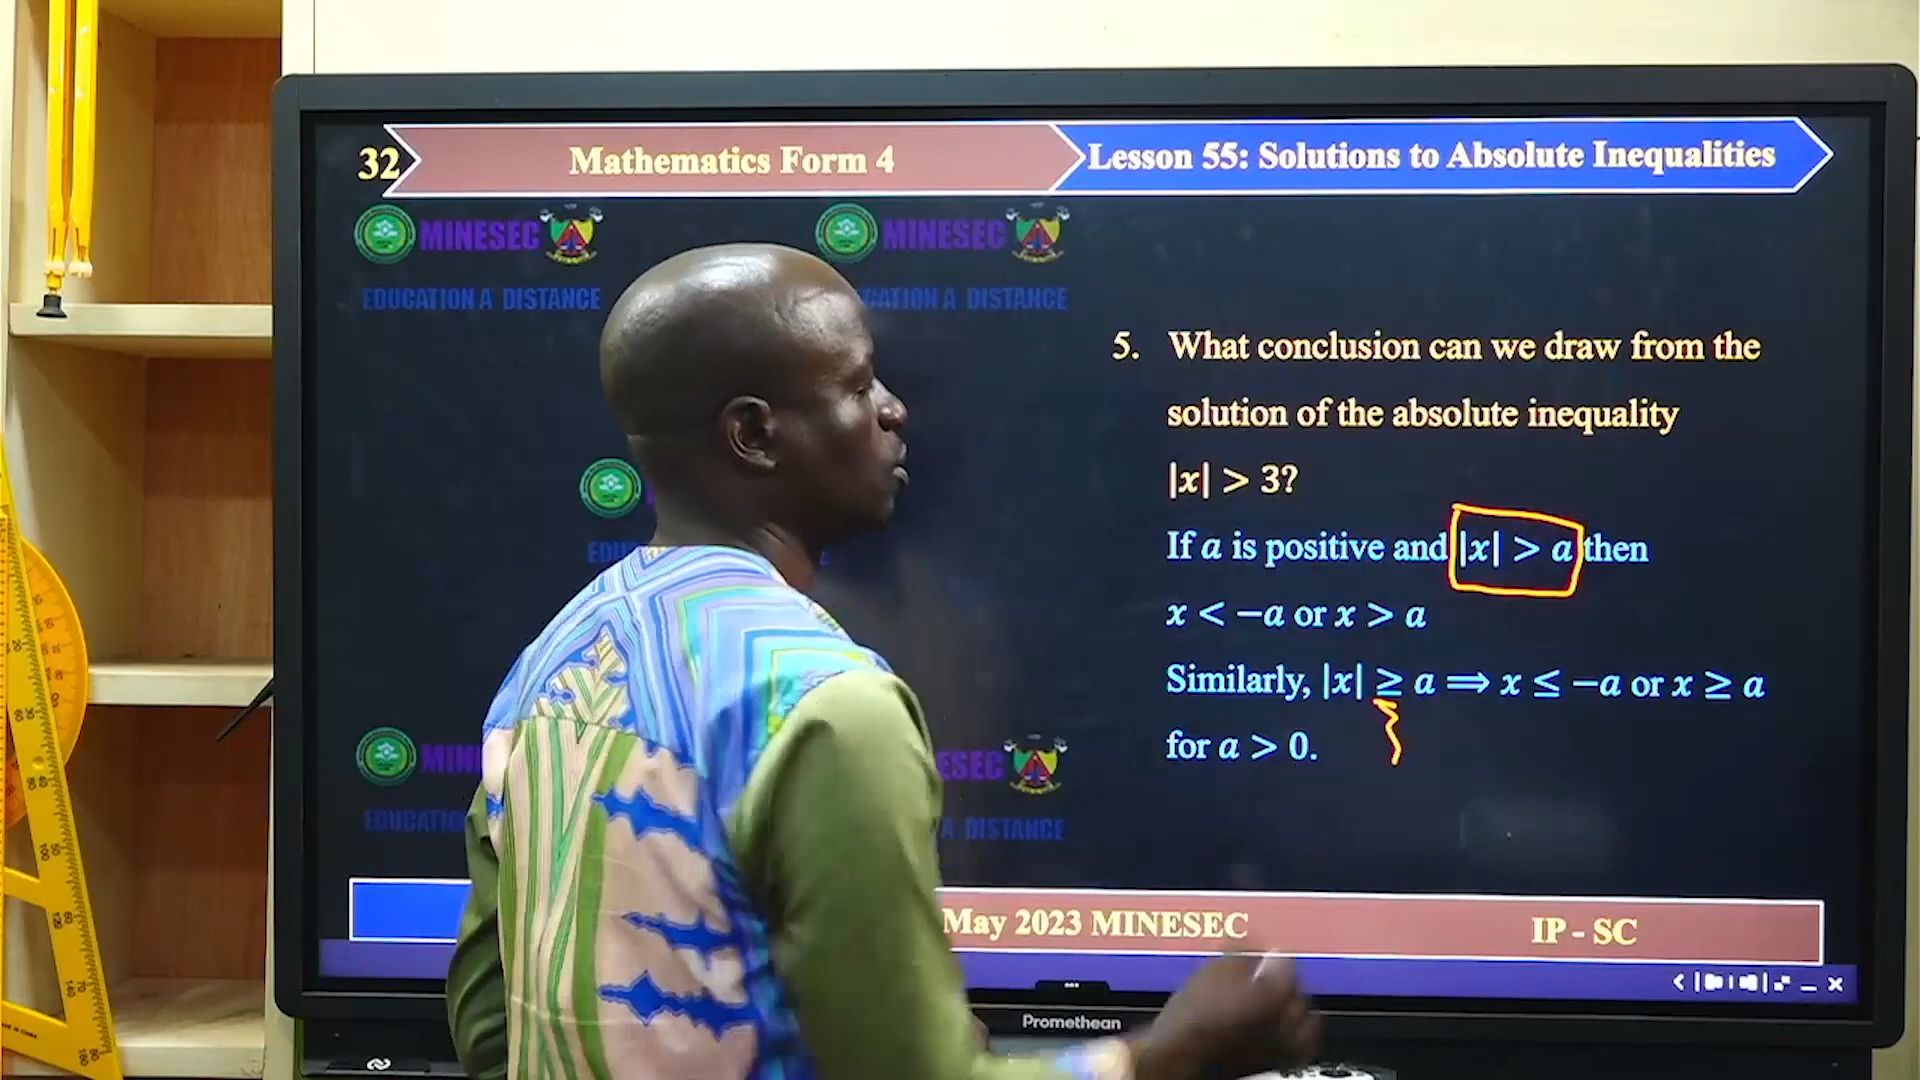 32
Mathematics Form 4
Lesson 55: Solutions to Absolute Inequalities
MINESEC
MINESEC
EDUCATION A DISTANCE
A DISTANCE
5. What conclusion can we draw from the
solution of the absolute inequality
|x| > 3?
If a is positive and |x| > a then
x < −a or x > a
Similarly, |x| ≥ a ⟹ x ≤ −a or x ≥ a
for a > 0.
A DISTANCE
May 2023 MINESEC
IP - SC
Promethean